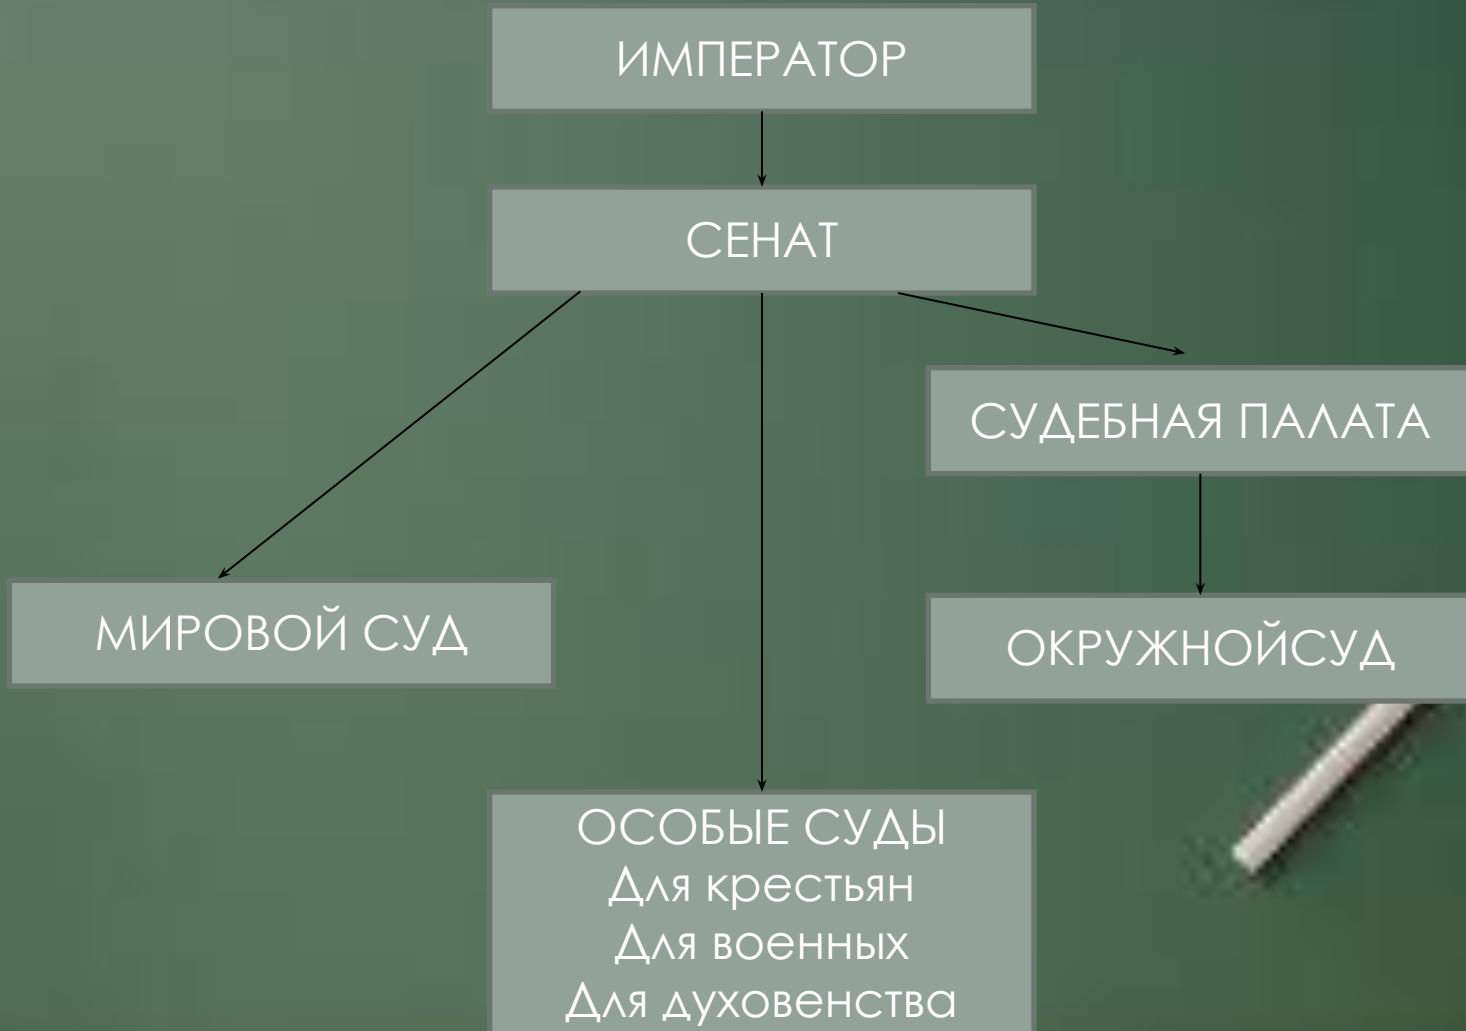 ИМПЕРАТОР
СЕНАТ
СУДЕБНАЯ ПАЛАТА
МИРОВОЙ СУД
ОКРУЖНОЙСУД
ОСОБЫЕ СУДЫ
Для крестьян
Для военных
Для духовенства